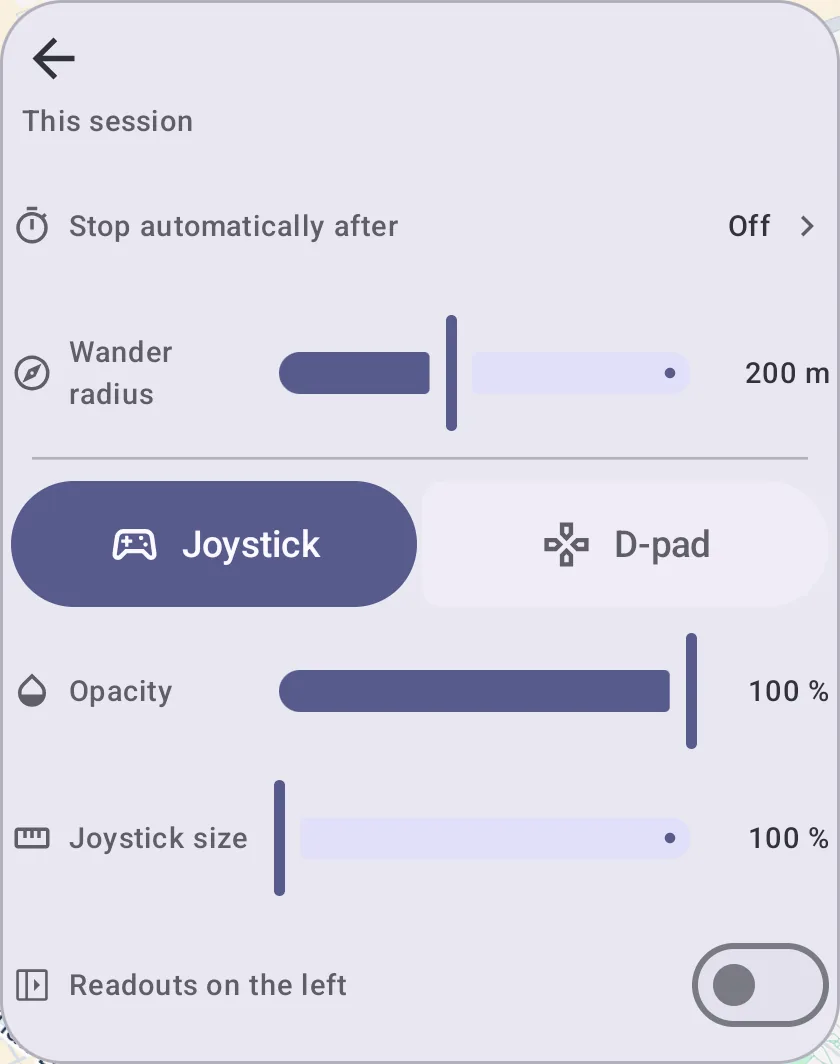 This session
Stop automatically after Off
Wander
radius
200 m
Joystick D-pad
Opacity 100 %
Joystick size 100 %
Readouts on the left